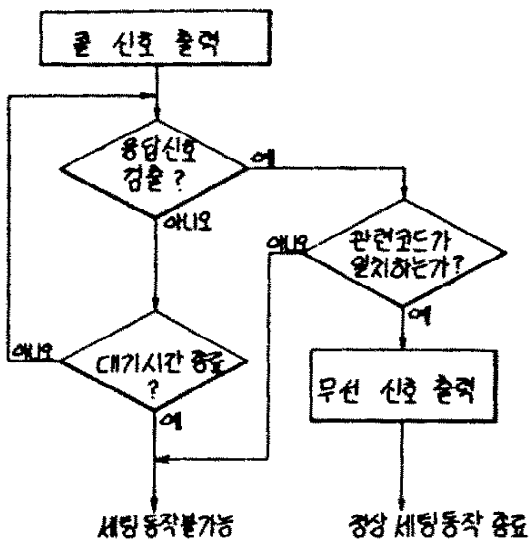 콜 신호 출력
응답신호
검출 ?
예
아니오
아니오
관련코드가
일치하는가?
예
아니오
대기시간 종료
?
예
무선 신호 출력
세팅동작불가능
정상 세팅동작 종료